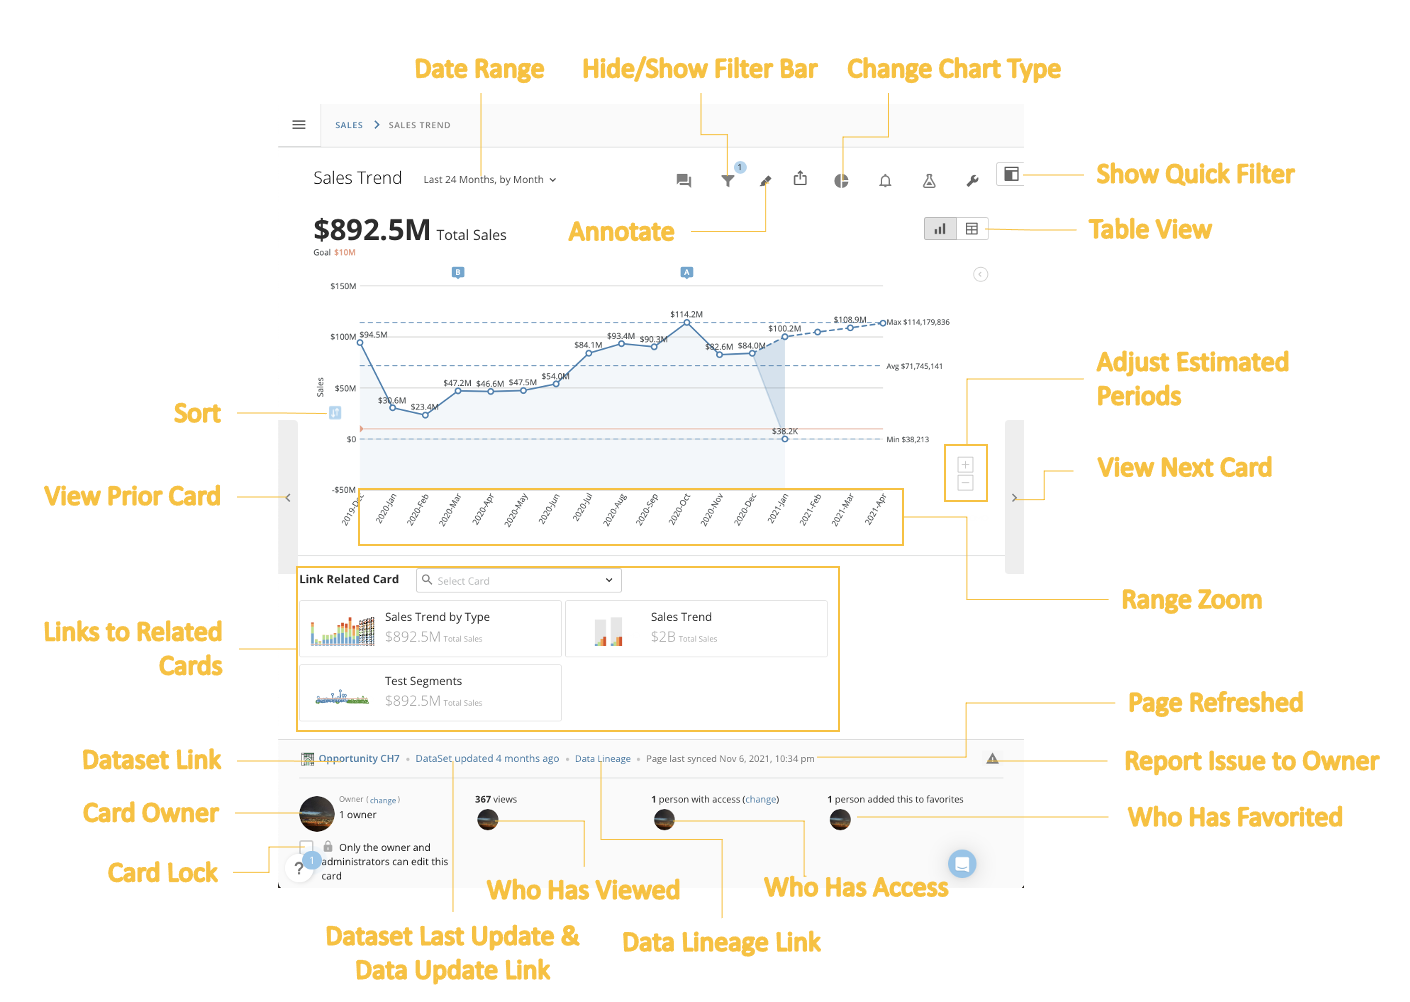 Date Range
Hide/Show Filter Bar
Change Chart Type
SALES > SALES TREND
Sales Trend
Last 24 Months, by Month
1
Show Quick Filter
$892.5M Total Sales
Annotate
Table View
Goal $10M
B
A
$150M
$114.2M
$108.9M
Max $114,179,836
$100.2M
$100M
$94.5M
$84.1M
$93.4M
$90.3M
$82.6M
$84.0M
Avg $71,745,141
Adjust Estimated
Periods
Sales
$50M
$30.6M
$23.4M
$47.2M
$46.6M
$47.5M
$54.0M
Sort
$38.2K
$0
Min $38,213
View Next Card
View Prior Card
-$50M
2019-Dec
2020-Jan
2020-Feb
2020-Mar
2020-Apr
2020-May
2020-Jun
2020-Jul
2020-Aug
2020-Sep
2020-Oct
2020-Nov
2020-Dec
2021-Jan
2021-Feb
2021-Mar
2021-Apr
Link Related Card
Select Card
Range Zoom
Sales Trend by Type
$892.5M Total Sales
Sales Trend
$2B Total Sales
Links to Related
Cards
Test Segments
$892.5M Total Sales
Page Refreshed
Dataset Link
Opportunity CH7 • DataSet updated 4 months ago • Data Lineage • Page last synced Nov 6, 2021, 10:34 pm
Report Issue to Owner
Card Owner
Owner (change)
1 owner
367 views
1 person with access (change)
1 person added this to favorites
Who Has Favorited
Card Lock
Only the owner and
administrators can edit this
card
?
1
Who Has Viewed
Who Has Access
Dataset Last Update &
Data Update Link
Data Lineage Link